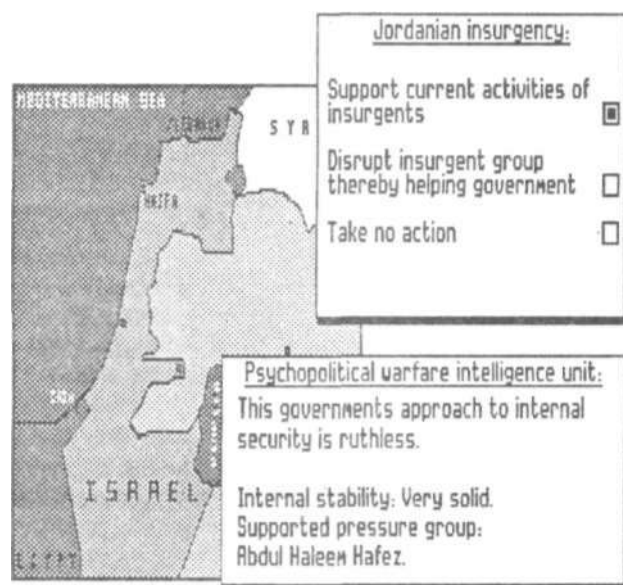 Jordanian insurgency:
Support current activities of
insurgents
Disrupt insurgent group
thereby helping government
Take no action
MEDITERRANEAN SEA
SYR
HAIFA
Psychopolitical warfare intelligence unit:
This governments approach to internal
security is ruthless.
Internal stability: Very solid.
Supported pressure group:
Abdul Haleem Hafez.
ISRAEL
EGYPT